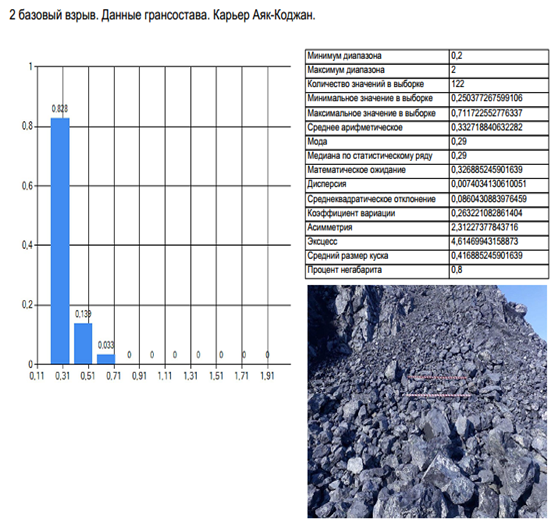 2 базовый взрыв. Данные грансостава. Карьер Аяк-Коджан.
1
0,8
0,6
0,4
0,2
0
0,828
0,139
0,033
0 0 0 0 0 0
0,11 0,31 0,51 0,71 0,91 1,11 1,31 1,51 1,71 1,91
Минимум диапазона 0,2
Максимум диапазона 2
Количество значений в выборке 122
Минимальное значение в выборке 0,250377267599106
Максимальное значение в выборке 0,711722552776337
Среднее арифметическое 0,332718840632282
Мода 0,29
Медиана по статистическому ряду 0,29
Математическое ожидание 0,326885245901639
Дисперсия 0,0074034130610051
Среднеквадратическое отклонение 0,0860430883976459
Коэффициент вариации 0,263221082861404
Асимметрия 2,31227377843716
Эксцесс 4,61469943158873
Средний размер куска 0,416885245901639
Процент негабарита 0,8